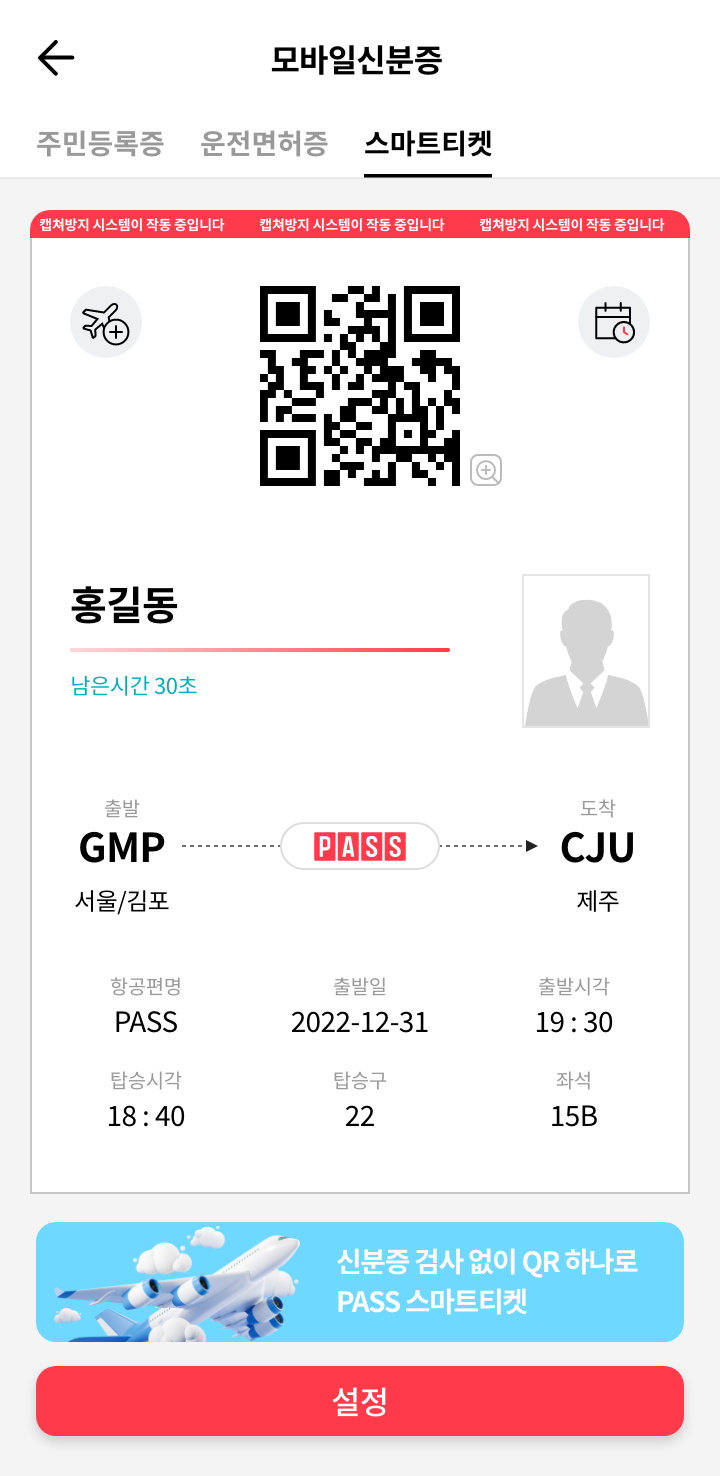 모바일신분증
주민등록증 운전면허증 스마트티켓
캡쳐방지 시스템이 작동 중입니다 캡쳐방지 시스템이 작동 중입니다 캡쳐방지 시스템이 작동 중입니다
홍길동
남은시간 30초
출발 도착
GMP PASS CJU
서울/김포 제주
항공편명 출발일 출발시각
PASS 2022-12-31 19 : 30
탑승시각 탑승구 좌석
18 : 40 22 15B
신분증 검사 없이 QR 하나로
PASS 스마트티켓
설정